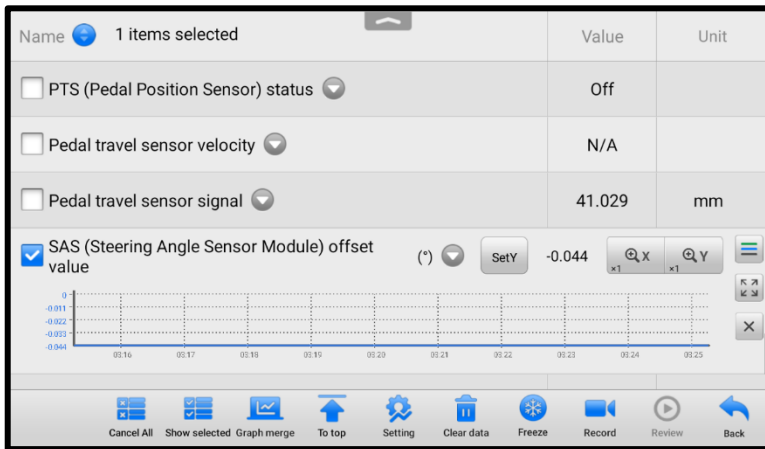 Name 1 items selected Value Unit
PTS (Pedal Position Sensor) status Off
Pedal travel sensor velocity N/A
Pedal travel sensor signal 41.029 mm
SAS (Steering Angle Sensor Module) offset value (°) SetY -0.044 X x1 Y x1
0
-0.011
-0.022
-0.033
-0.044
03:16 03:17 03:18 03:19 03:20 03:21 03:22 03:23 03:24 03:25
Cancel All Show selected Graph merge To top Setting Clear data Freeze Record Review Back